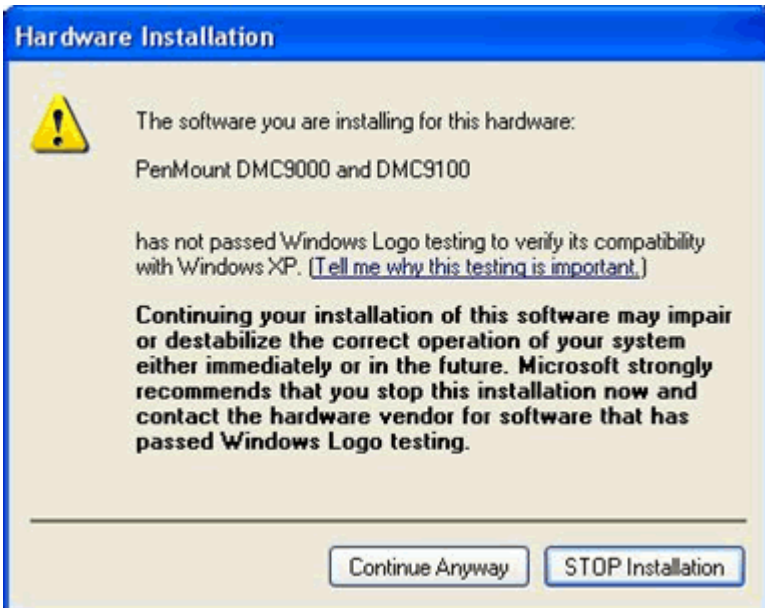 Hardware Installation
The software you are installing for this hardware:
PenMount DMC9000 and DMC9100
has not passed Windows Logo testing to verify its compatibility
with Windows XP. (Tell me why this testing is important.)
Continuing your installation of this software may impair
or destabilize the correct operation of your system
either immediately or in the future. Microsoft strongly
recommends that you stop this installation now and
contact the hardware vendor for software that has
passed Windows Logo testing.
Continue Anyway STOP Installation